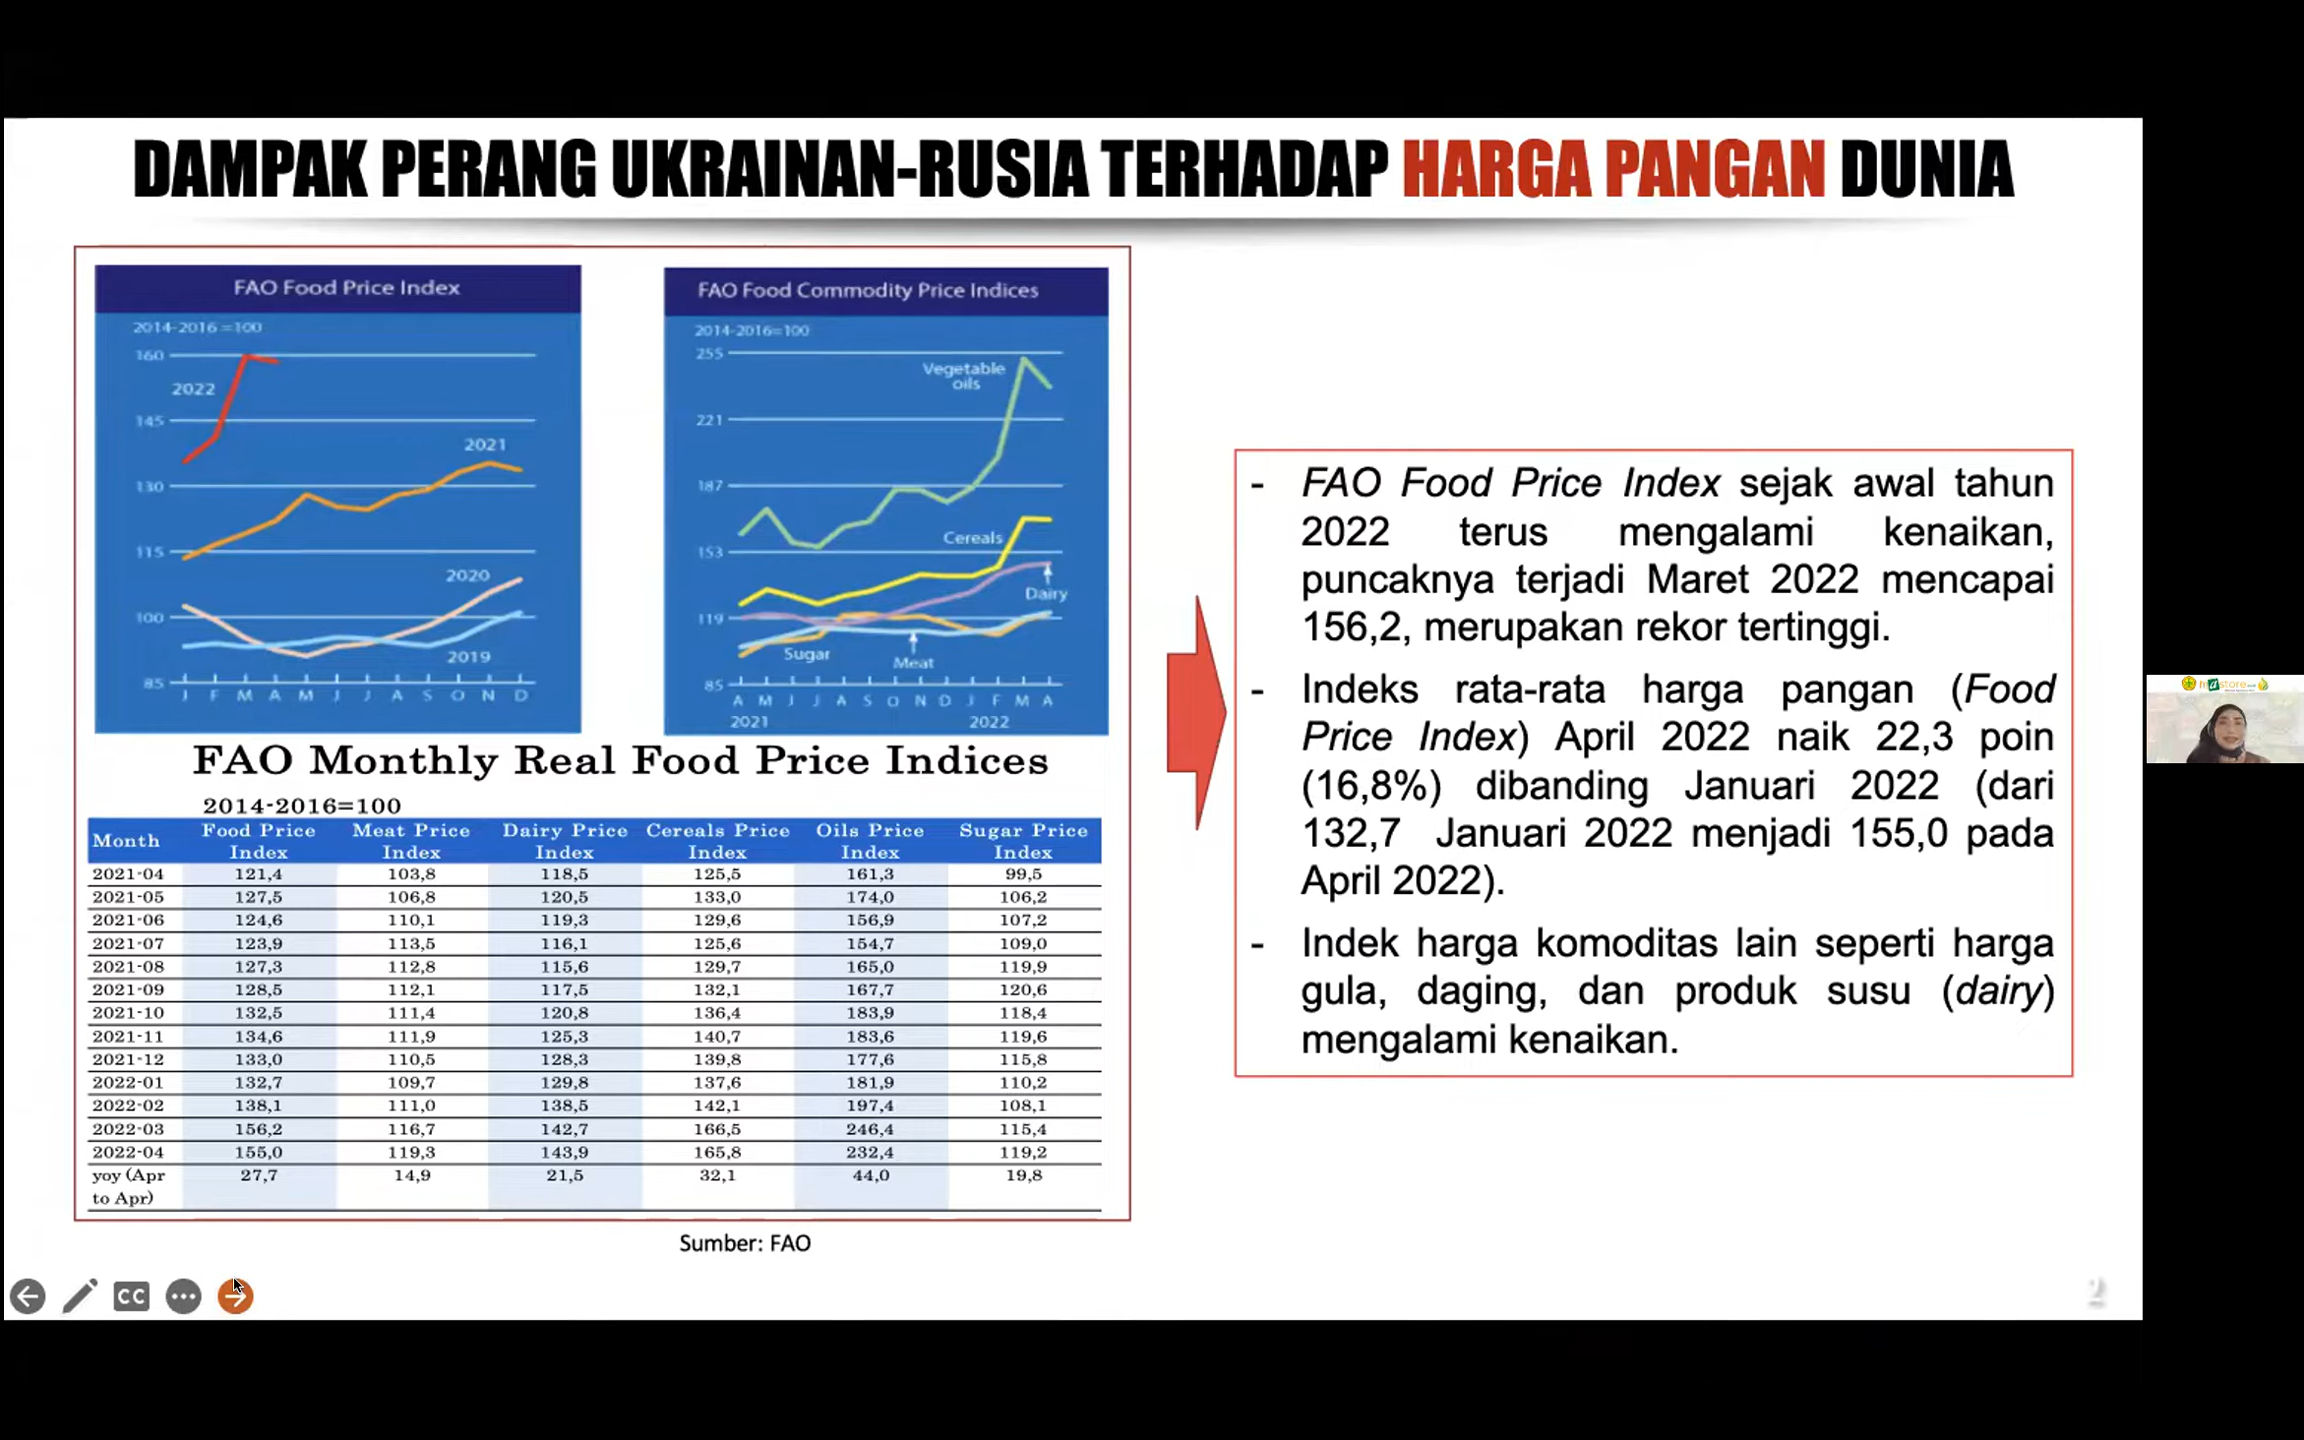 DAMPAK PERANG UKRAINAN-RUSIA TERHADAP HARGA PANGAN DUNIA
FAO Food Price Index
2014-2016=100
160
2022
145
2021
130
115
2020
100
2019
85
J F M A M J J A S O N D
FAO Food Commodity Price Indices
2014-2016=100
255
Vegetable
oils
221
187
Cereals
153
Dairy
119
Sugar
Meat
85
A M J J A S O N D J F M A
2021 2022
FAO Monthly Real Food Price Indices
2014-2016=100
Month Food Price Index Meat Price Index Dairy Price Index Cereals Price Index Oils Price Index Sugar Price Index
2021-04 121,4 103,8 118,5 125,5 161,3 99,5
2021-05 127,5 106,8 120,5 133,0 174,0 106,2
2021-06 124,6 110,1 119,3 129,6 156,9 107,2
2021-07 123,9 113,5 116,1 125,6 154,7 109,0
2021-08 127,3 112,8 115,6 129,7 165,0 119,9
2021-09 128,5 112,1 117,5 132,1 167,7 120,6
2021-10 132,5 111,4 120,8 136,4 183,9 118,4
2021-11 134,6 111,9 125,3 140,7 183,6 119,6
2021-12 133,0 110,5 128,3 139,8 177,6 115,8
2022-01 132,7 109,7 129,8 137,6 181,9 110,2
2022-02 138,1 111,0 138,5 142,1 197,4 108,1
2022-03 156,2 116,7 142,7 166,5 246,4 115,4
2022-04 155,0 119,3 143,9 165,8 232,4 119,2
yoy (Apr to Apr) 27,7 14,9 21,5 32,1 44,0 19,8
Sumber: FAO
- FAO Food Price Index sejak awal tahun
2022 terus mengalami kenaikan,
puncaknya terjadi Maret 2022 mencapai
156,2, merupakan rekor tertinggi.
- Indeks rata-rata harga pangan (Food
Price Index) April 2022 naik 22,3 poin
(16,8%) dibanding Januari 2022 (dari
132,7 Januari 2022 menjadi 155,0 pada
April 2022).
- Indek harga komoditas lain seperti harga
gula, daging, dan produk susu (dairy)
mengalami kenaikan.
CC
2